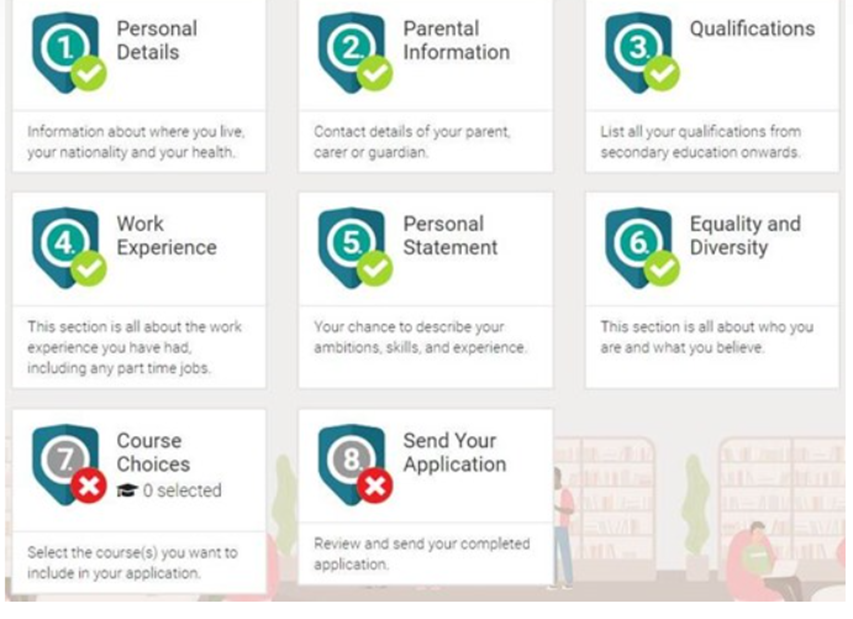 1.
Personal
Details
Information about where you live,
your nationality and your health.
2.
Parental
Information
Contact details of your parent,
carer or guardian.
3.
Qualifications
List all your qualifications from
secondary education onwards.
4.
Work
Experience
This section is all about the work
experience you have had,
including any part time jobs.
5.
Personal
Statement
Your chance to describe your
ambitions, skills, and experience.
6.
Equality and
Diversity
This section is all about who you
are and what you believe.
7.
Course
Choices
0 selected
Select the course(s) you want to
include in your application.
8.
Send Your
Application
Review and send your completed
application.